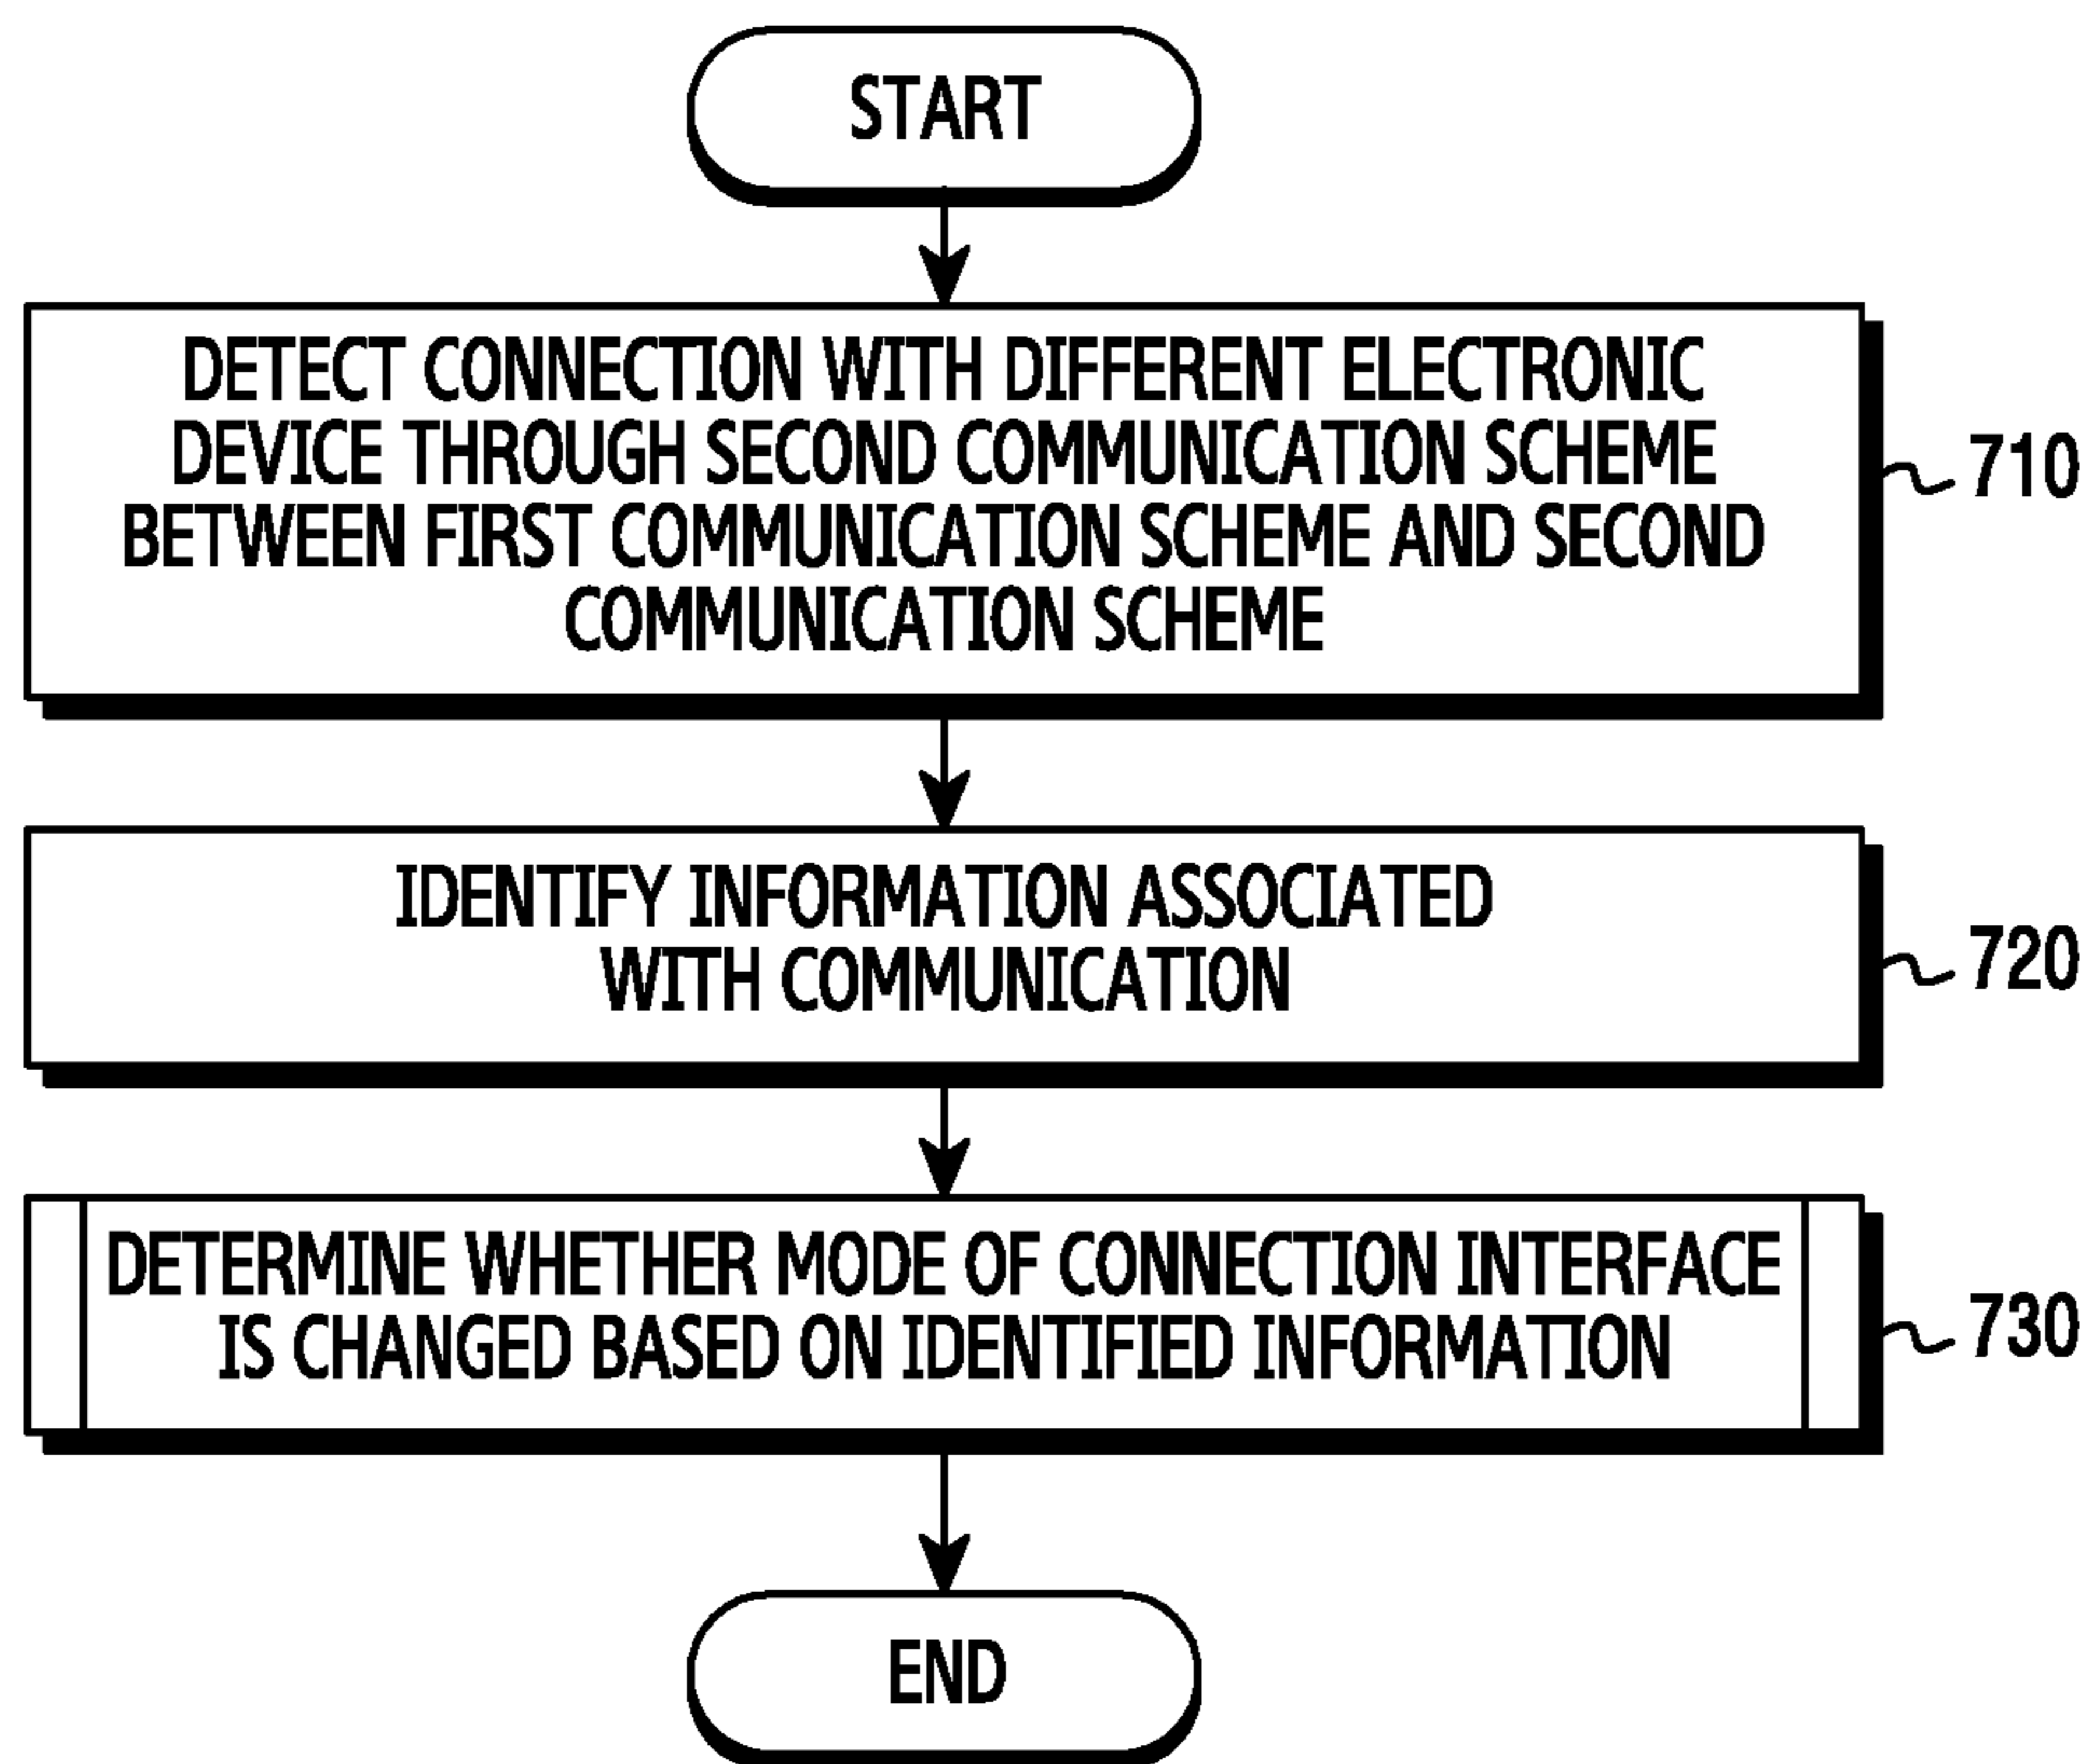 START
DETECT CONNECTION WITH DIFFERENT ELECTRONIC
DEVICE THROUGH SECOND COMMUNICATION SCHEME
BETWEEN FIRST COMMUNICATION SCHEME AND SECOND
COMMUNICATION SCHEME
710
IDENTIFY INFORMATION ASSOCIATED
WITH COMMUNICATION
720
DETERMINE WHETHER MODE OF CONNECTION INTERFACE
IS CHANGED BASED ON IDENTIFIED INFORMATION
730
END